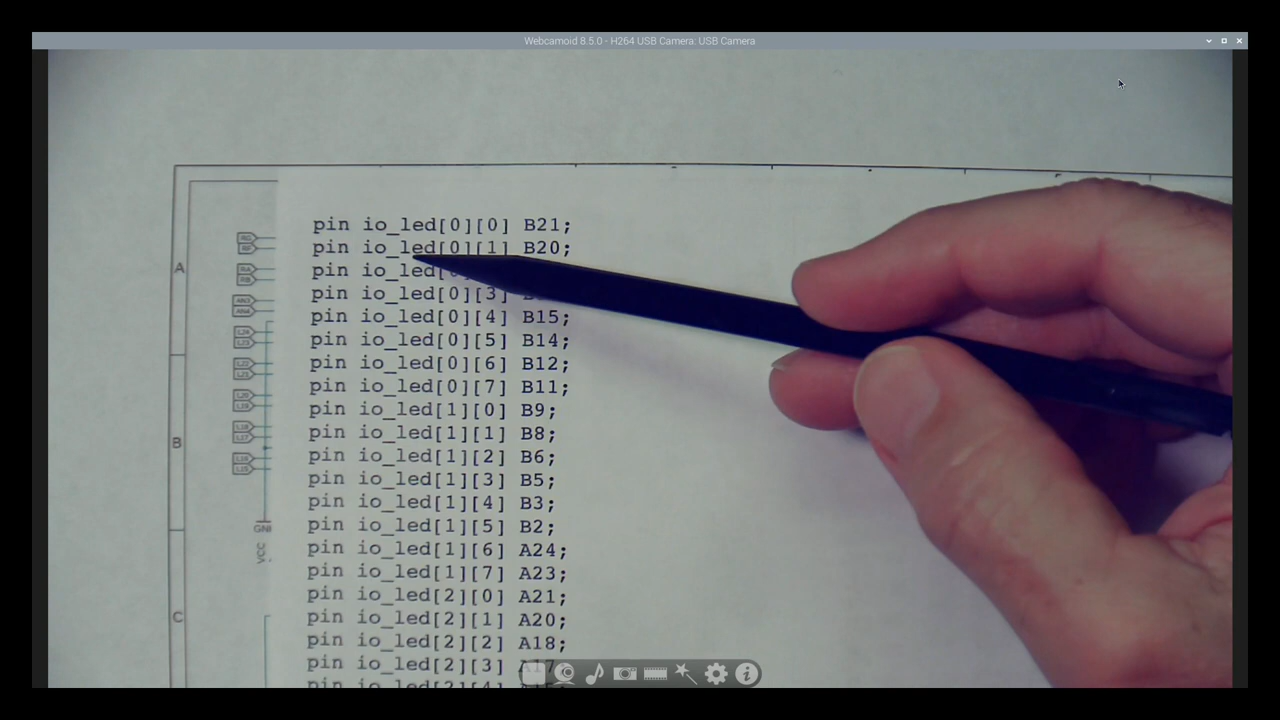 Webcamoid 8.5.0 - H264 USB Camera: USB Camera
pin io_led[0][0] B21;
pin io_led[0][1] B20;
pin io_led[0
pin io_led[0][3]
pin io_led[0][4] B15;
pin io_led[0][5] B14;
pin io_led[0][6] B12;
pin io_led[0][7] B11;
pin io_led[1][0] B9;
pin io_led[1][1] B8;
pin io_led[1][2] B6;
pin io_led[1][3] B5;
pin io_led[1][4] B3;
pin io_led[1][5] B2;
pin io_led[1][6] A24;
pin io_led[1][7] A23;
pin io_led[2][0] A21;
pin io_led[2][1] A20;
pin io_led[2][2] A18;
pin io_led[2][3]
A
B
C
VCC